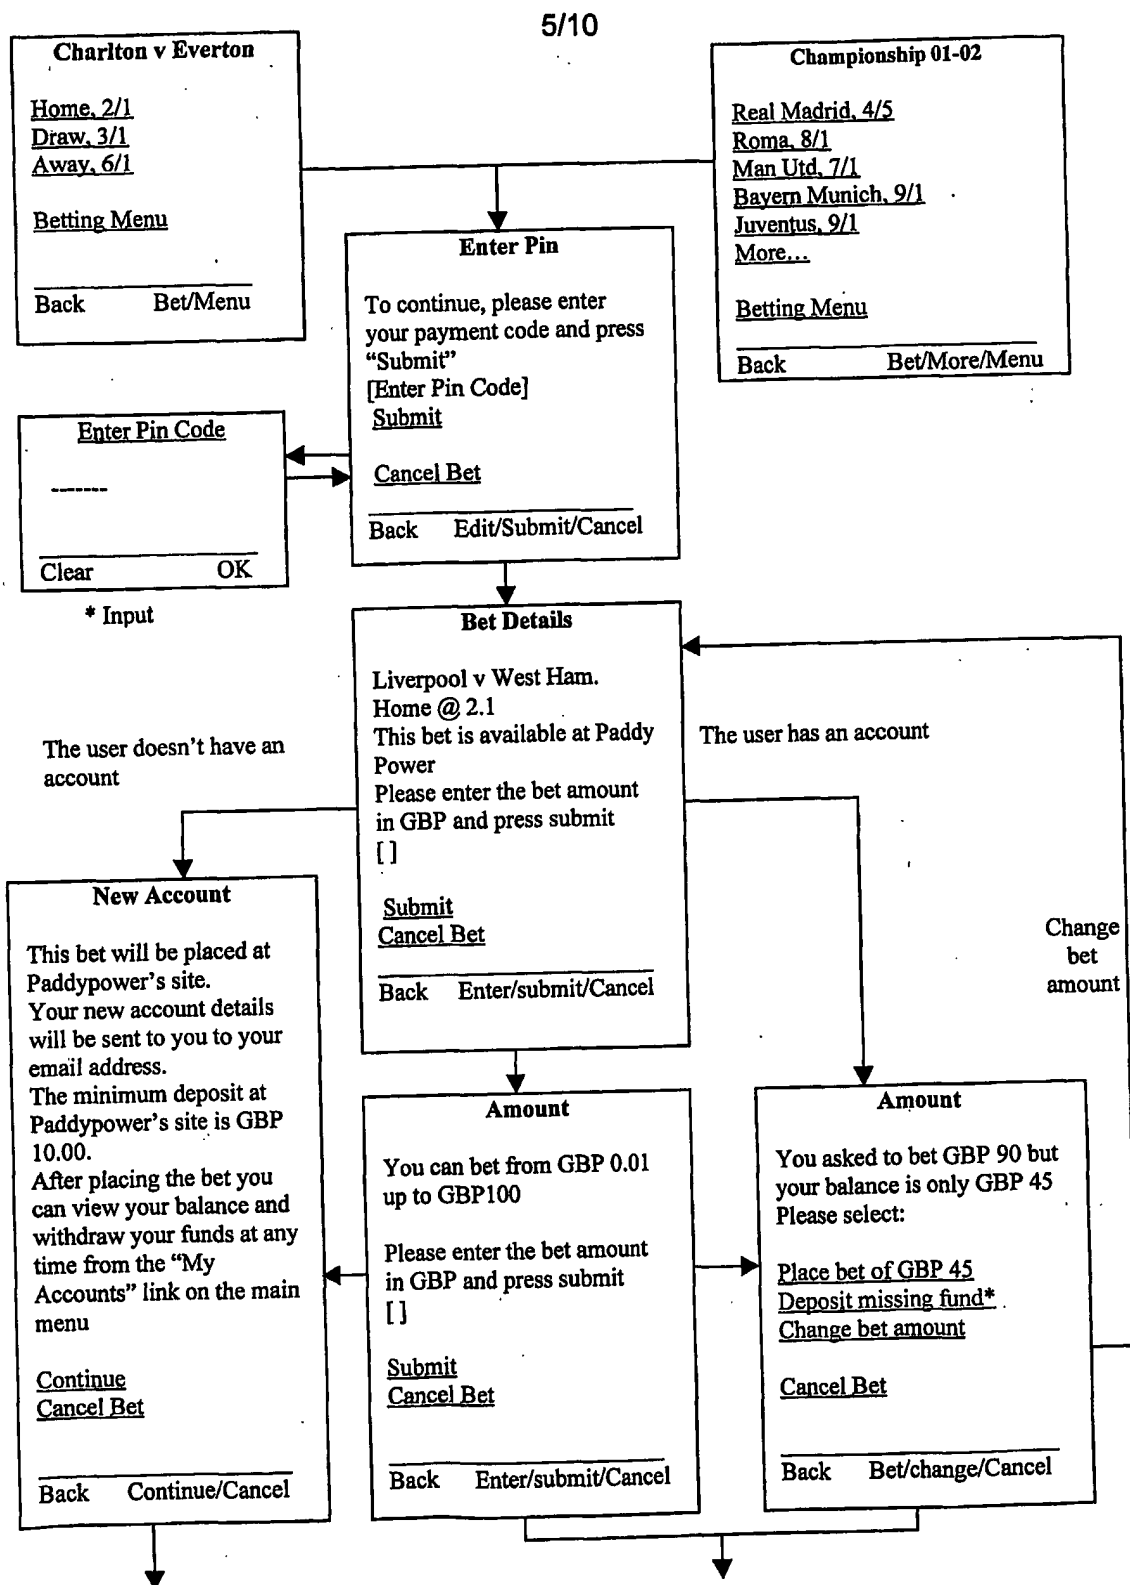 5/10
Charlton v Everton
Home, 2/1
Draw, 3/1
Away, 6/1
Betting Menu
Back Bet/Menu
Championship 01-02
Real Madrid, 4/5
Roma, 8/1
Man Utd, 7/1
Bayern Munich, 9/1
Juventus, 9/1
More...
Betting Menu
Back Bet/More/Menu
Enter Pin
To continue, please enter
your payment code and press
“Submit”
[Enter Pin Code]
Submit
Cancel Bet
Back Edit/Submit/Cancel
Enter Pin Code
-------
Clear OK
* Input
Bet Details
Liverpool v West Ham.
Home @ 2.1
This bet is available at Paddy
Power
Please enter the bet amount
in GBP and press submit
[ ]
Submit
Cancel Bet
Back Enter/submit/Cancel
The user doesn't have an
account
The user has an account
Change
bet
amount
New Account
This bet will be placed at
Paddypower's site.
Your new account details
will be sent to you to your
email address.
The minimum deposit at
Paddypower's site is GBP
10.00.
After placing the bet you
can view your balance and
withdraw your funds at any
time from the “My
Accounts” link on the main
menu
Continue
Cancel Bet
Back Continue/Cancel
Amount
You can bet from GBP 0.01
up to GBP100
Please enter the bet amount
in GBP and press submit
[ ]
Submit
Cancel Bet
Back Enter/submit/Cancel
Amount
You asked to bet GBP 90 but
your balance is only GBP 45
Please select:
Place bet of GBP 45
Deposit missing fund*
Change bet amount
Cancel Bet
Back Bet/change/Cancel